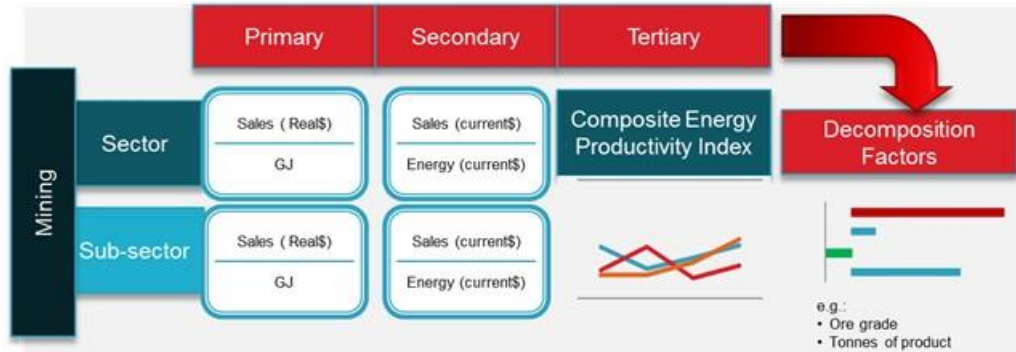 Primary
Secondary
Tertiary
Mining
Sector
Sales ( Real$)
GJ
Sales (current$)
Energy (current$)
Composite Energy
Productivity Index
Decomposition
Factors
Sub-sector
Sales ( Real$)
GJ
Sales (current$)
Energy (current$)
e.g.:
• Ore grade
• Tonnes of product